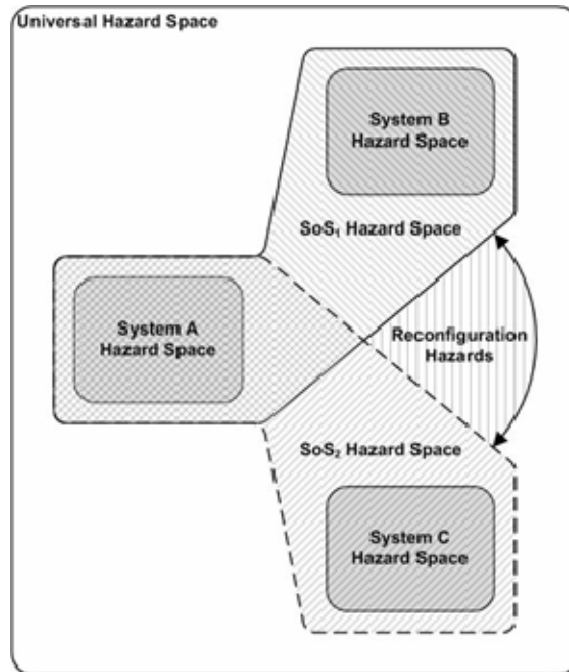 Universal Hazard Space
System B
Hazard Space
SoS₁ Hazard Space
System A
Hazard Space
Reconfiguration
Hazards
SoS₂ Hazard Space
System C
Hazard Space